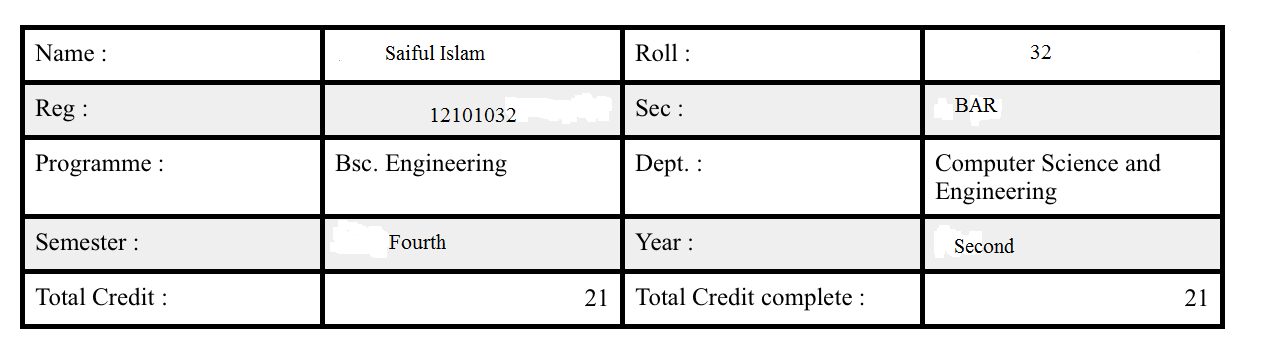 Name : Saiful Islam Roll : 32
Reg : 12101032 Sec : BAR
Programme : Bsc. Engineering Dept. : Computer Science and
Engineering
Semester : Fourth Year : Second
Total Credit : 21 Total Credit complete : 21